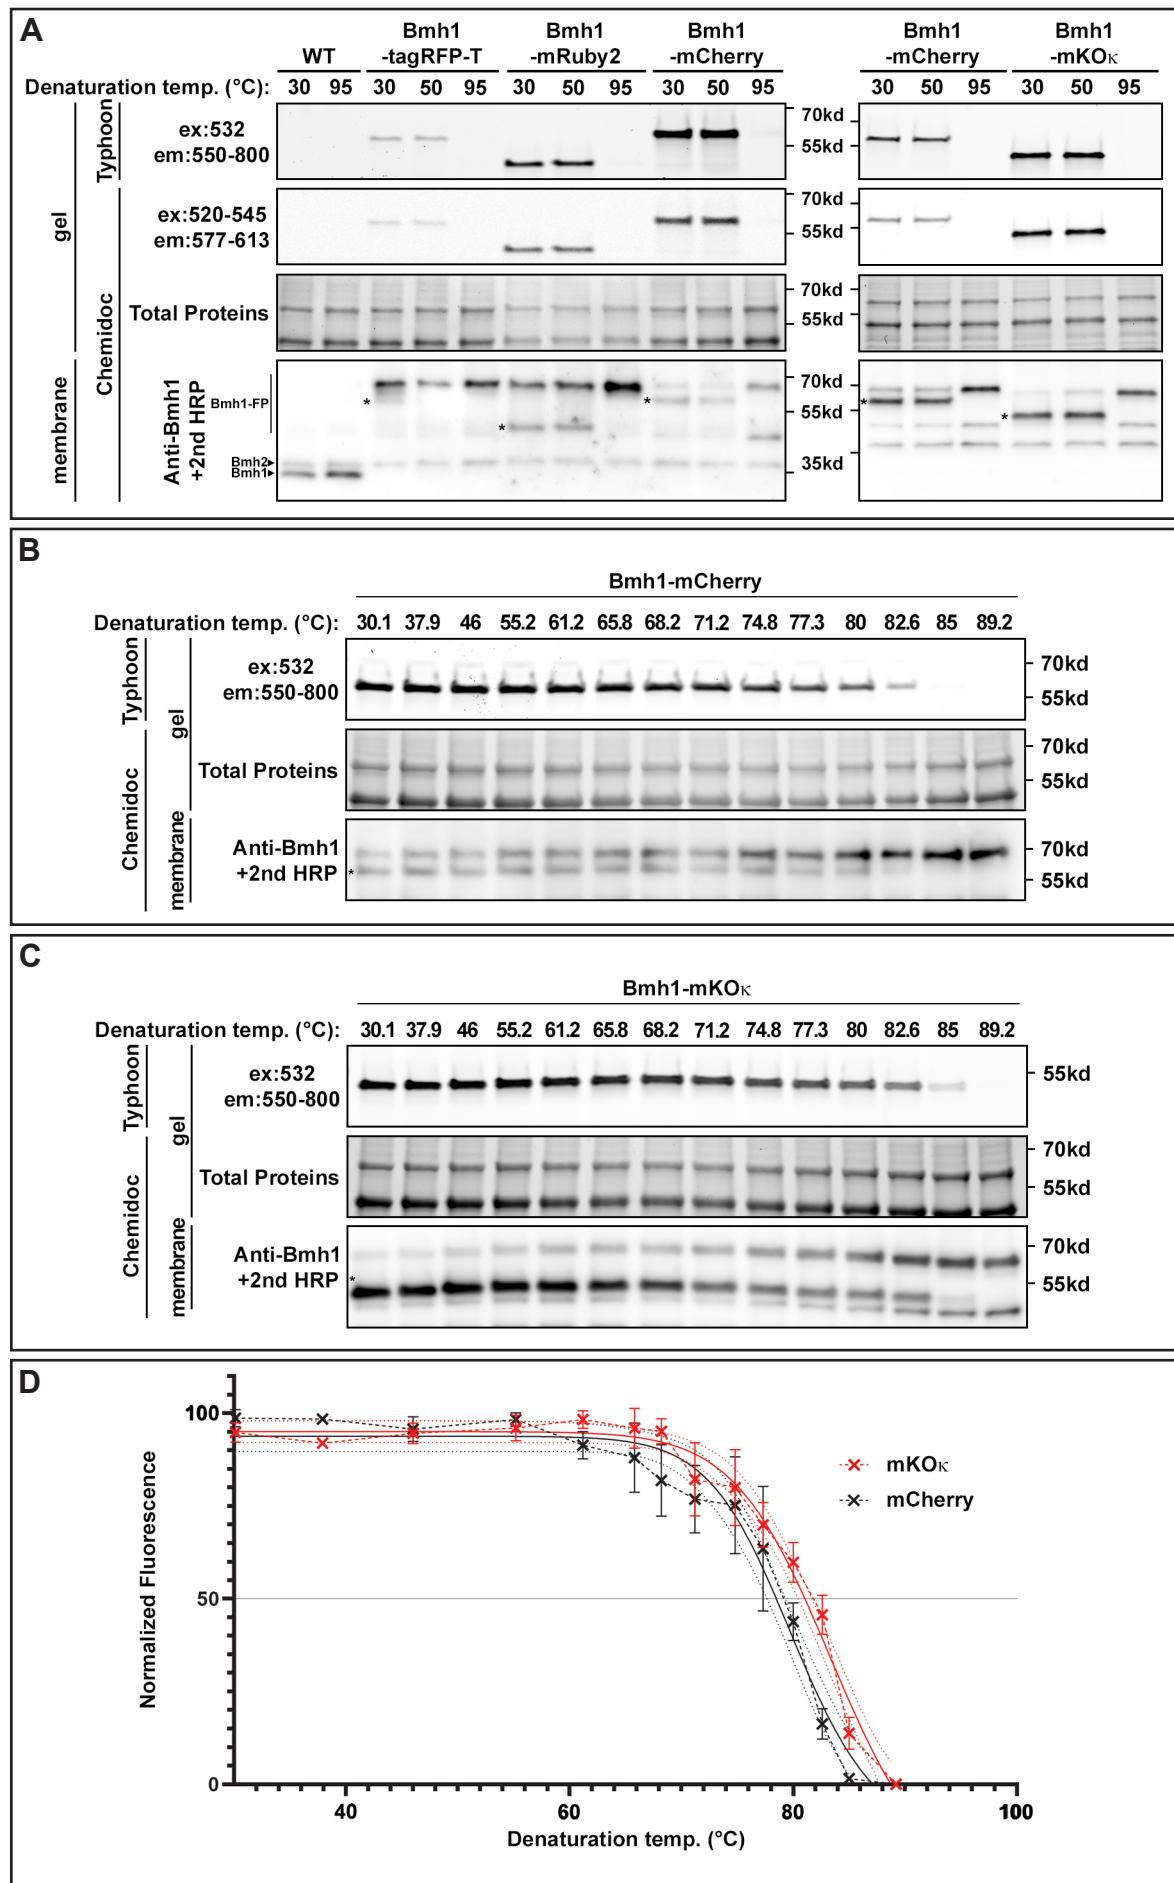 A
WT
Bmh1
-tagRFP-T
Bmh1
-mRuby2
Bmh1
-mCherry
Bmh1
-mCherry
Bmh1
-mKOκ
Denaturation temp. (°C): 30 95 30 50 95 30 50 95 30 50 95 30 50 95 30 50 95
gel
membrane
Typhoon
Chemidoc
ex:532
em:550-800
70kd
55kd
70kd
55kd
ex:520-545
em:577-613
70kd
55kd
70kd
55kd
Total Proteins
70kd
55kd
70kd
55kd
Anti-Bmh1
+2nd HRP
Bmh1-FP
Bmh2
Bmh1
*
*
*
*
*
70kd
55kd
35kd
B
Bmh1-mCherry
Denaturation temp. (°C): 30.1 37.9 46 55.2 61.2 65.8 68.2 71.2 74.8 77.3 80 82.6 85 89.2
Typhoon
Chemidoc
gel
membrane
ex:532
em:550-800
70kd
55kd
Total Proteins
70kd
55kd
Anti-Bmh1
+2nd HRP
*
70kd
55kd
C
Bmh1-mKOκ
Denaturation temp. (°C): 30.1 37.9 46 55.2 61.2 65.8 68.2 71.2 74.8 77.3 80 82.6 85 89.2
Typhoon
Chemidoc
gel
membrane
ex:532
em:550-800
55kd
Total Proteins
70kd
55kd
Anti-Bmh1
+2nd HRP
*
70kd
55kd
D
Normalized Fluorescence
100
50
0
mKOκ
mCherry
40 60 80 100
Denaturation temp. (°C)